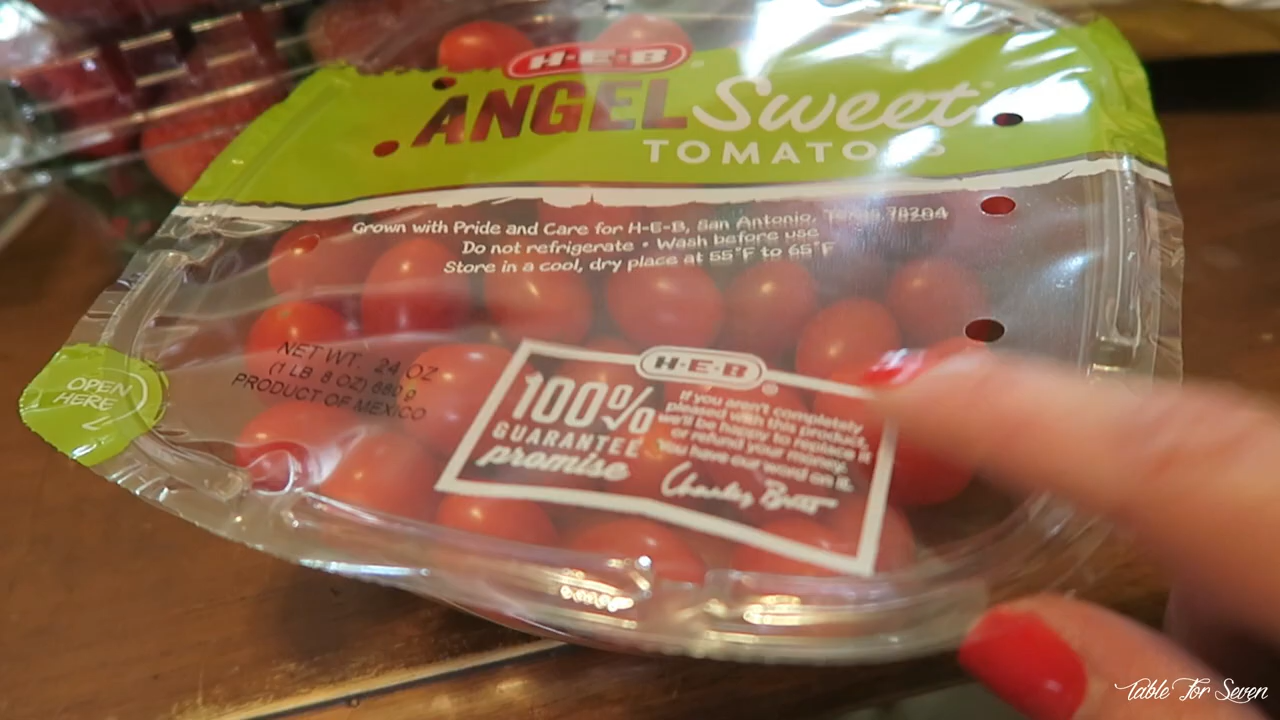 H-E-B
ANGEL Sweet
TOMATOES
Grown with Pride and Care for H-E-B, San Antonio, Texas 78204
Do not refrigerate • Wash before use
Store in a cool, dry place at 55°F to 65°F
NET WT. 24 OZ
(1 LB 8 OZ) 680 g
PRODUCT OF MEXICO
OPEN
HERE
H-E-B®
100%
GUARANTEE
promise
If you aren't completely
pleased with this product,
we'll be happy to replace it
or refund your money.
You have our word on it.
Charles Butt
Table For Seven